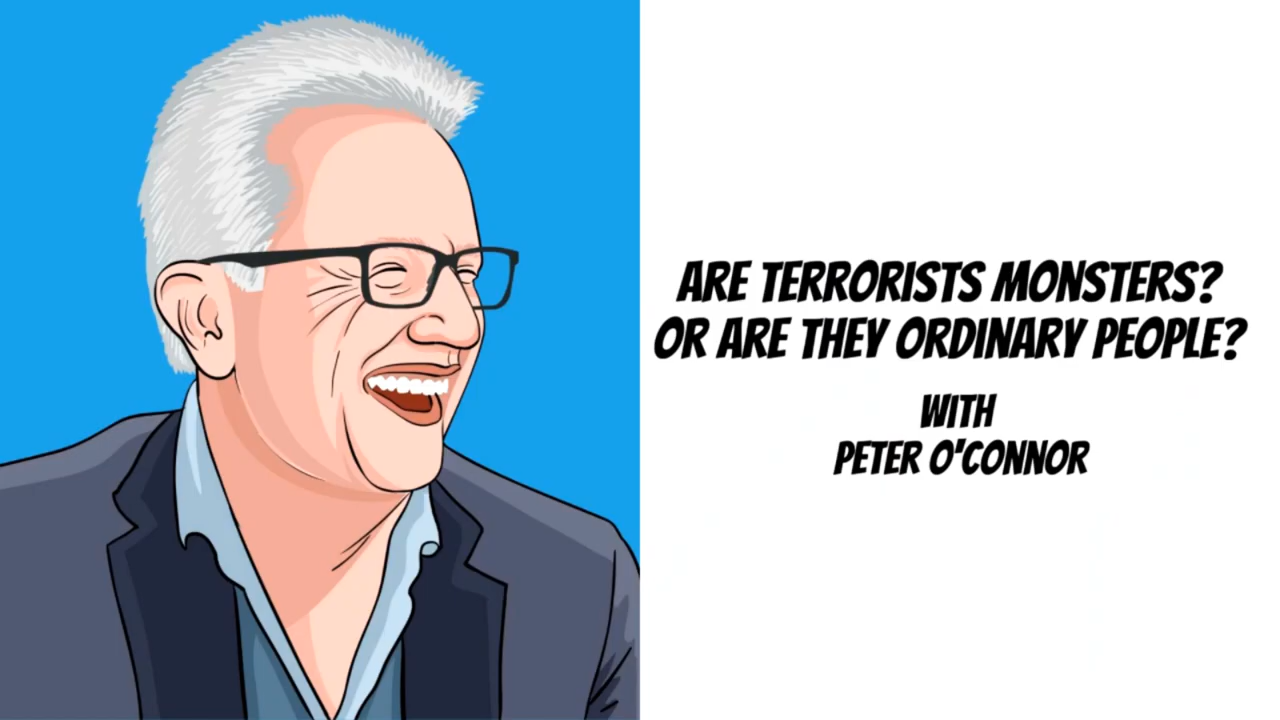 ARE TERRORISTS MONSTERS?
OR ARE THEY ORDINARY PEOPLE?
WITH
PETER O'CONNOR